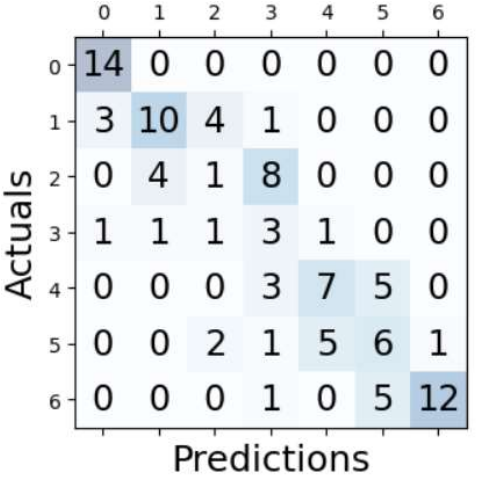 0 1 2 3 4 5 6
0 14 0 0 0 0 0 0
1 3 10 4 1 0 0 0
2 0 4 1 8 0 0 0
3 1 1 1 3 1 0 0
4 0 0 0 3 7 5 0
5 0 0 2 1 5 6 1
6 0 0 0 1 0 5 12
Actuals
Predictions